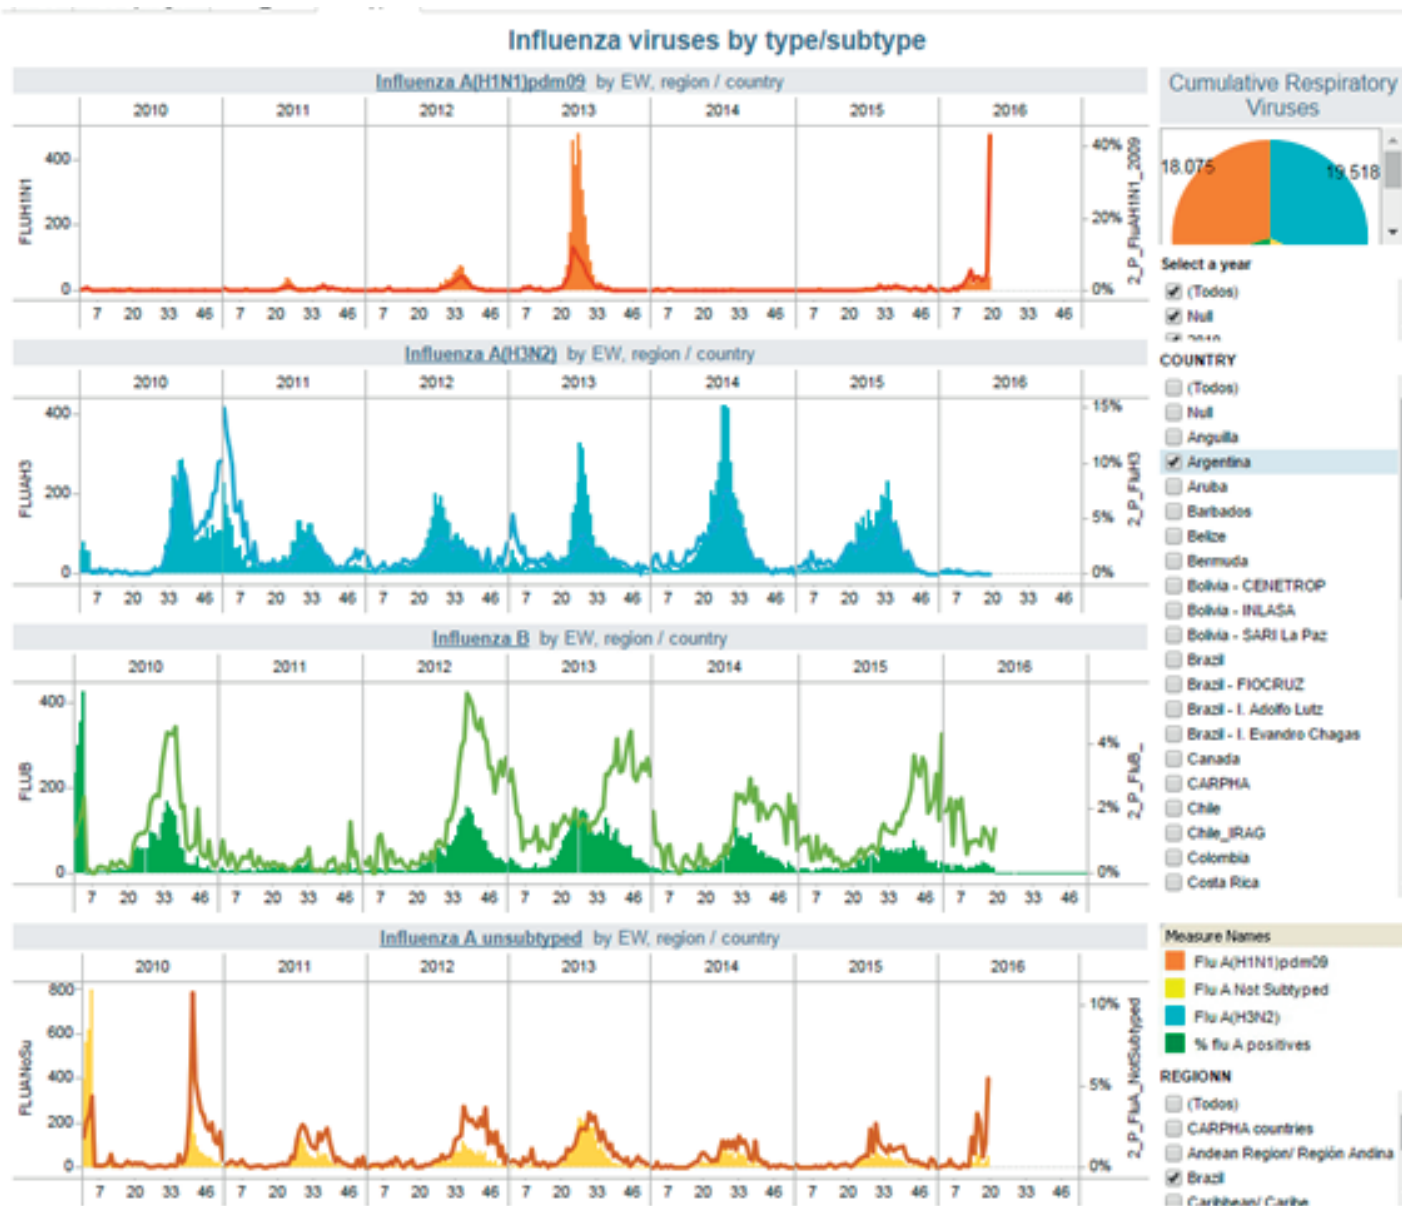 Influenza viruses by type/subtype
Influenza A(H1N1)pdm09 by EW, region / country
2010 2011 2012 2013 2014 2015 2016
FLUH1N1
400
200
0
40%
20%
0%
2_P_FluAH1N1_2009
7 20 33 46 7 20 33 46 7 20 33 46 7 20 33 46 7 20 33 46 7 20 33 46 7 20 33 46
Influenza A(H3N2) by EW, region / country
2010 2011 2012 2013 2014 2015 2016
FLUAH3
400
200
0
15%
10%
5%
0%
2_P_FluH3
7 20 33 46 7 20 33 46 7 20 33 46 7 20 33 46 7 20 33 46 7 20 33 46 7 20 33 46
Influenza B by EW, region / country
2010 2011 2012 2013 2014 2015 2016
FLUB
400
200
0
4%
2%
0%
2_P_FluB_
7 20 33 46 7 20 33 46 7 20 33 46 7 20 33 46 7 20 33 46 7 20 33 46 7 20 33 46
Influenza A unsubtyped by EW, region / country
2010 2011 2012 2013 2014 2015 2016
FLUANoSu
800
600
400
200
0
10%
5%
0%
2_P_FluA_NotSubtyped
7 20 33 46 7 20 33 46 7 20 33 46 7 20 33 46 7 20 33 46 7 20 33 46 7 20 33 46
Cumulative Respiratory
Viruses
18.075 19.518
Select a year
(Todos)
Null
2010
COUNTRY
(Todos)
Null
Anguilla
Argentina
Aruba
Barbados
Belize
Bermuda
Bolivia - CENETROP
Bolivia - INLASA
Bolivia - SARI La Paz
Brazil
Brazil - FIOCRUZ
Brazil - I. Adolfo Lutz
Brazil - I. Evandro Chagas
Canada
CARPHA
Chile
Chile_IRAG
Colombia
Costa Rica
Measure Names
Flu A(H1N1)pdm09
Flu A Not Subtyped
Flu A(H3N2)
% flu A positives
REGIONN
(Todos)
CARPHA countries
Andean Region/ Región Andina
Brazil
Caribbean/ Caribe